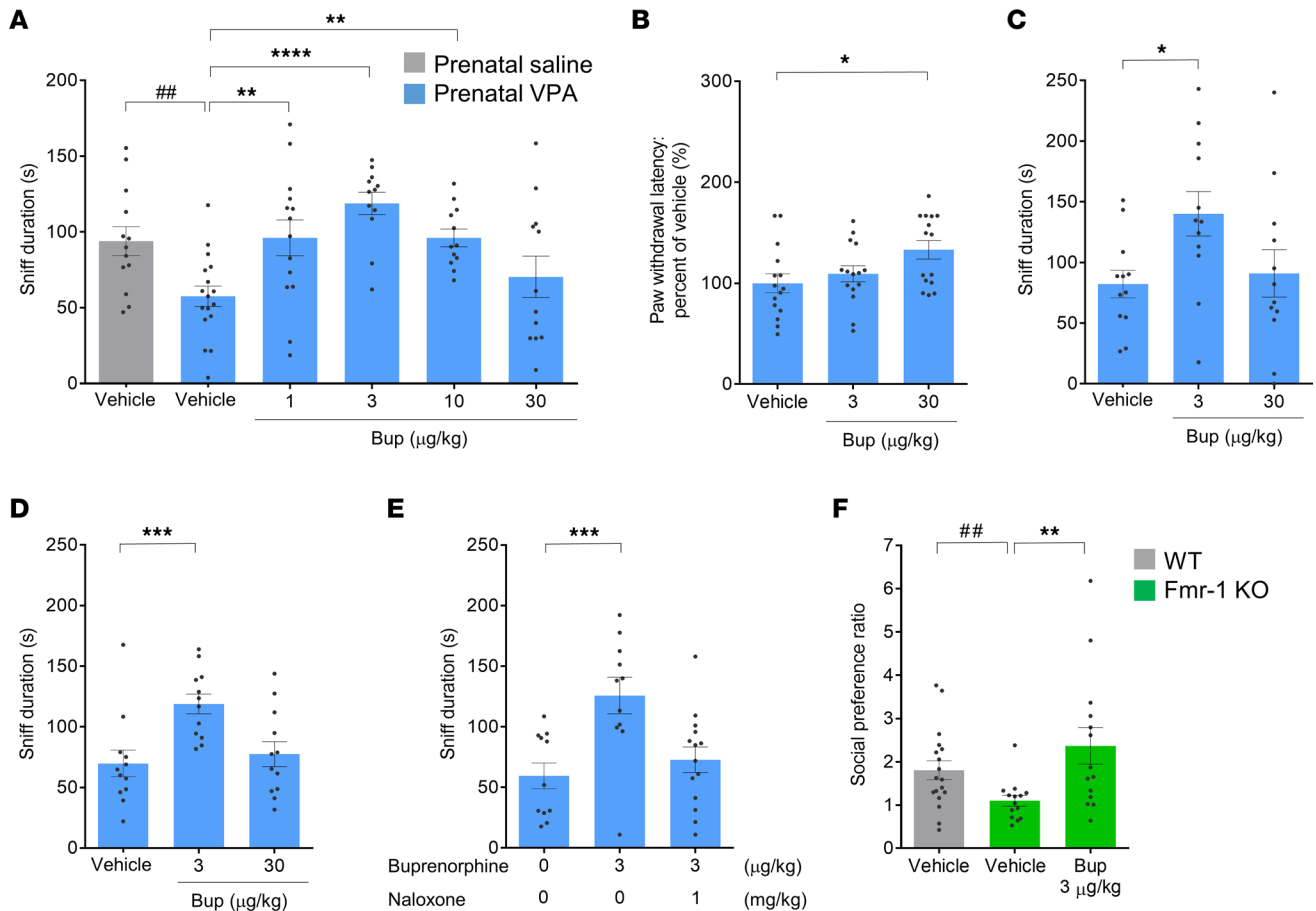 A
**
****
## **
Prenatal saline
Prenatal VPA
Sniff duration (s)
200
150
100
50
0
Vehicle Vehicle 1 3 10 30
Bup (μg/kg)
B
*
Paw withdrawal latency:
percent of vehicle (%)
300
200
100
0
Vehicle 3 30
Bup (μg/kg)
C
*
Sniff duration (s)
250
200
150
100
50
0
Vehicle 3 30
Bup (μg/kg)
D
***
Sniff duration (s)
250
200
150
100
50
0
Vehicle 3 30
Bup (μg/kg)
E
***
Sniff duration (s)
250
200
150
100
50
0
Buprenorphine 0 3 3 (μg/kg)
Naloxone 0 0 1 (mg/kg)
F
## **
WT
Fmr-1 KO
Social preference ratio
7
6
5
4
3
2
1
0
Vehicle Vehicle Bup
3 μg/kg